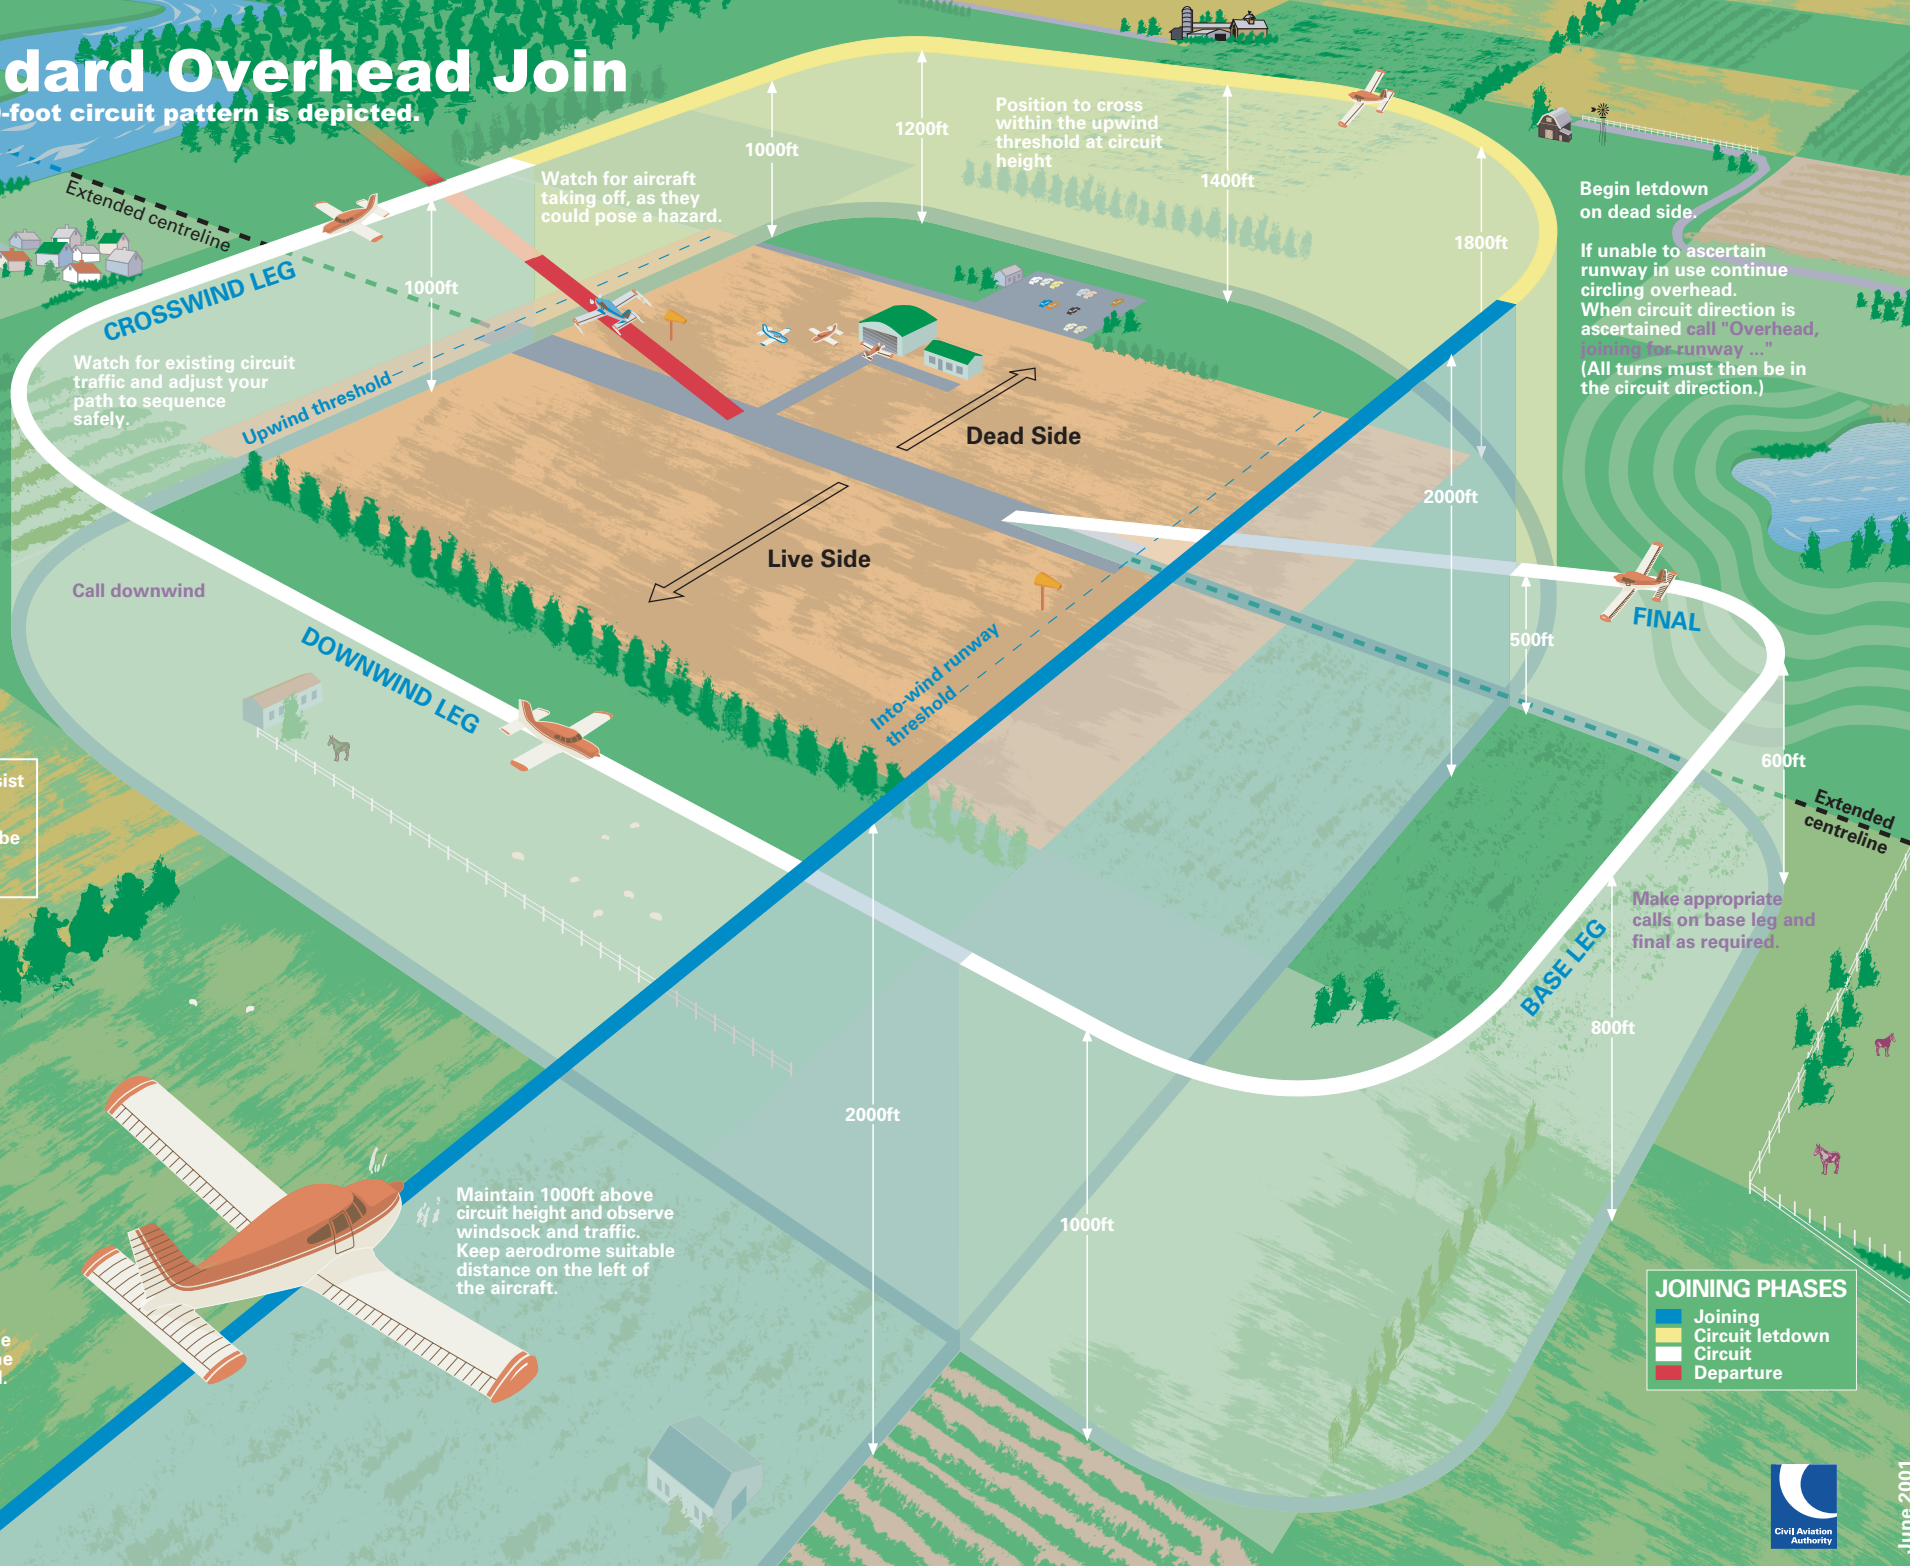 dard Overhead Join
-foot circuit pattern is depicted.
Extended centreline
1000ft
1200ft
Position to cross
within the upwind
threshold at circuit
height
1400ft
Watch for aircraft
taking off, as they
could pose a hazard.
Begin letdown
on dead side.
1800ft
If unable to ascertain
runway in use continue
circling overhead.
When circuit direction is
ascertained call "Overhead,
joining for runway ..."
(All turns must then be in
the circuit direction.)
CROSSWIND LEG
1000ft
Watch for existing circuit
traffic and adjust your
path to sequence
safely.
Upwind threshold
Dead Side
2000ft
Live Side
Call downwind
DOWNWIND LEG
Into-wind runway
threshold
FINAL
500ft
600ft
Extended
centreline
sist
be
Make appropriate
calls on base leg and
final as required.
BASE LEG
800ft
2000ft
1000ft
Maintain 1000ft above
circuit height and observe
windsock and traffic.
Keep aerodrome suitable
distance on the left of
the aircraft.
JOINING PHASES
Joining
Circuit letdown
Circuit
Departure
Civil Aviation
Authority
June 2001